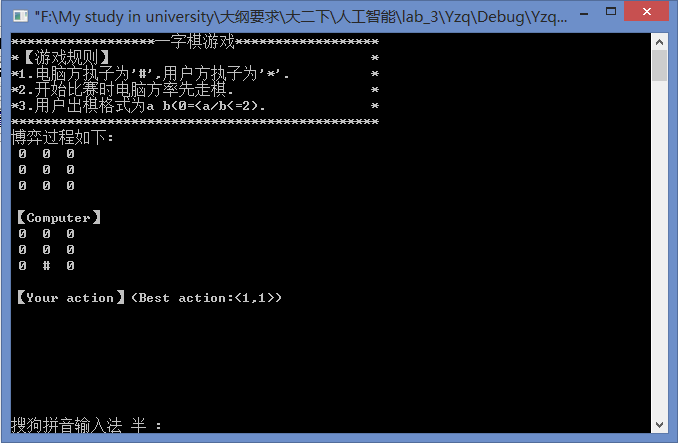 "F:\My study in university\大纲要求\大二下\人工智能\lab_3\Yzq\Debug\Yzq...
******************一字棋游戏******************
*【游戏规则】 *
*1.电脑方执子为'#',用户方执子为'*'. *
*2.开始比赛时电脑方率先走棋. *
*3.用户出棋格式为a b(0=<a/b<=2). *
**********************************************
博弈过程如下:
0 0 0
0 0 0
0 0 0
【Computer】
0 0 0
0 0 0
0 # 0
【Your action】(Best action:<1,1>)
搜狗拼音输入法 半 :